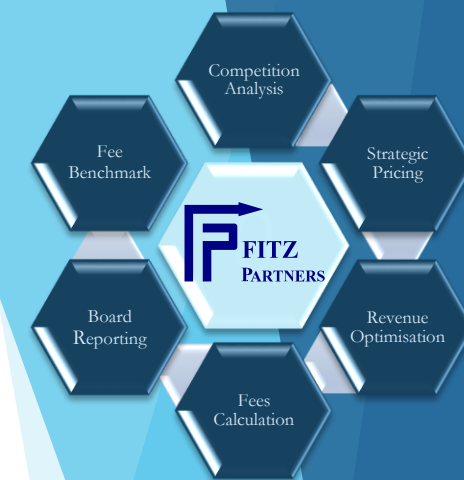 Competition
Analysis
Fee
Benchmark
Strategic
Pricing
FITZ
PARTNERS
Board
Reporting
Revenue
Optimisation
Fees
Calculation